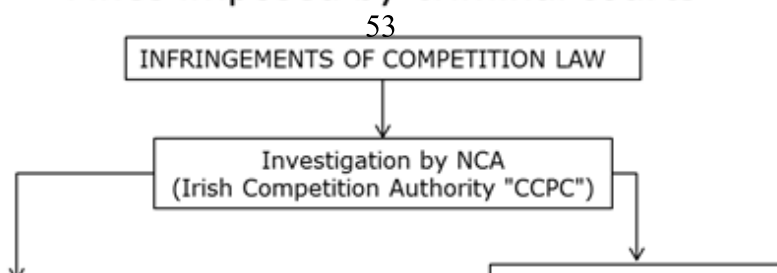 53
INFRINGEMENTS OF COMPETITION LAW
Investigation by NCA
(Irish Competition Authority "CCPC")